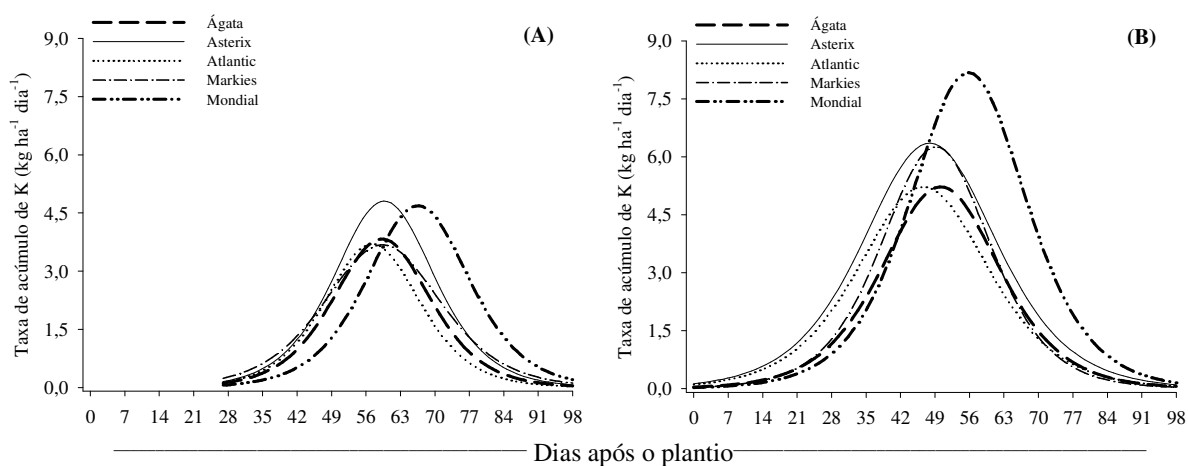 Ágata
Asterix
Atlantic
Markies
Mondial
(A)
Taxa de acúmulo de K (kg ha⁻¹ dia⁻¹)
9,0
7,5
6,0
4,5
3,0
1,5
0,0
0 7 14 21 28 35 42 49 56 63 70 77 84 91 98
Ágata
Asterix
Atlantic
Markies
Mondial
(B)
Taxa de acúmulo de K (kg ha⁻¹ dia⁻¹)
9,0
7,5
6,0
4,5
3,0
1,5
0,0
0 7 14 21 28 35 42 49 56 63 70 77 84 91 98
Dias após o plantio